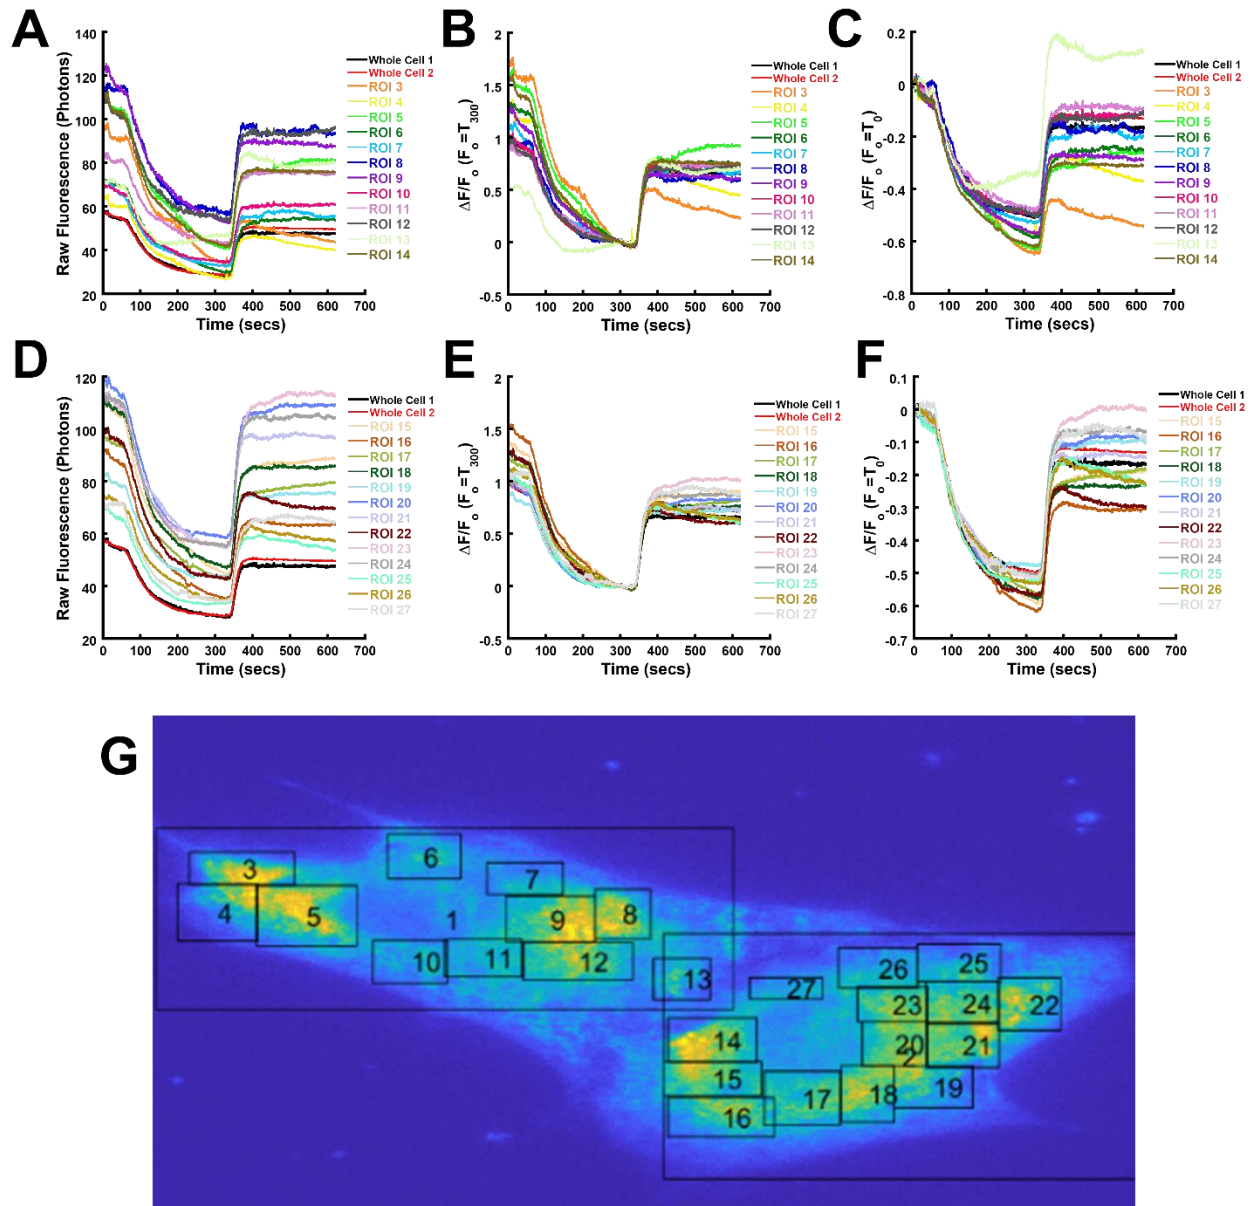 A
Raw Fluorescence (Photons)
140
120
100
80
60
40
20
0 100 200 300 400 500 600 700
Time (secs)
Whole Cell 1
Whole Cell 2
ROI 3
ROI 4
ROI 5
ROI 6
ROI 7
ROI 8
ROI 9
ROI 10
ROI 11
ROI 12
ROI 13
ROI 14
B
ΔF/Fo (Fo=T300)
2
1.5
1
0.5
0
-0.5
0 100 200 300 400 500 600 700
Time (secs)
Whole Cell 1
Whole Cell 2
ROI 3
ROI 4
ROI 5
ROI 6
ROI 7
ROI 8
ROI 9
ROI 10
ROI 11
ROI 12
ROI 13
ROI 14
C
ΔF/Fo (Fo=T0)
0.2
0
-0.2
-0.4
-0.6
-0.8
0 100 200 300 400 500 600 700
Time (secs)
Whole Cell 1
Whole Cell 2
ROI 3
ROI 4
ROI 5
ROI 6
ROI 7
ROI 8
ROI 9
ROI 10
ROI 11
ROI 12
ROI 13
ROI 14
D
Raw Fluorescence (Photons)
120
100
80
60
40
20
0 100 200 300 400 500 600 700
Time (secs)
Whole Cell 1
Whole Cell 2
ROI 15
ROI 16
ROI 17
ROI 18
ROI 19
ROI 20
ROI 21
ROI 22
ROI 23
ROI 24
ROI 25
ROI 26
ROI 27
E
ΔF/Fo (Fo=T300)
2
1.5
1
0.5
0
-0.5
0 100 200 300 400 500 600 700
Time (secs)
Whole Cell 1
Whole Cell 2
ROI 15
ROI 16
ROI 17
ROI 18
ROI 19
ROI 20
ROI 21
ROI 22
ROI 23
ROI 24
ROI 25
ROI 26
ROI 27
F
ΔF/Fo (Fo=T0)
0.1
0
-0.1
-0.2
-0.3
-0.4
-0.5
-0.6
-0.7
0 100 200 300 400 500 600 700
Time (secs)
Whole Cell 1
Whole Cell 2
ROI 15
ROI 16
ROI 17
ROI 18
ROI 19
ROI 20
ROI 21
ROI 22
ROI 23
ROI 24
ROI 25
ROI 26
ROI 27
G
6
3
7
4
5
1
9
8
10
11
12
13
27
26
25
23
24
22
14
20
21
2
15
16
17
18
19